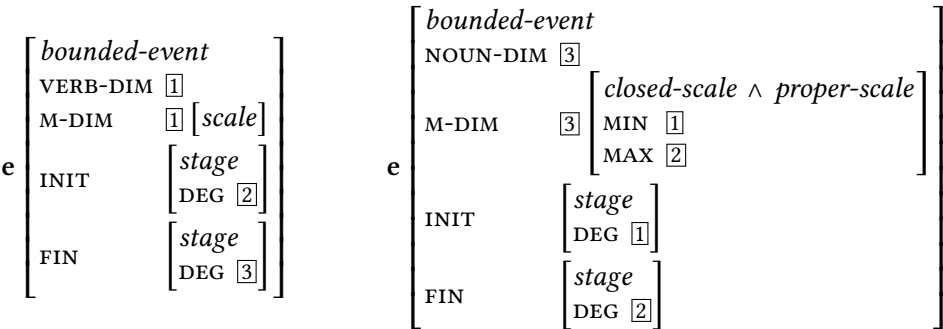 e
bounded-event
VERB-DIM 1
M-DIM 1 [scale]
INIT [stage
DEG 2]
FIN [stage
DEG 3]
e
bounded-event
NOUN-DIM 3
M-DIM 3 [closed-scale ∧ proper-scale
MIN 1
MAX 2]
INIT [stage
DEG 1]
FIN [stage
DEG 2]